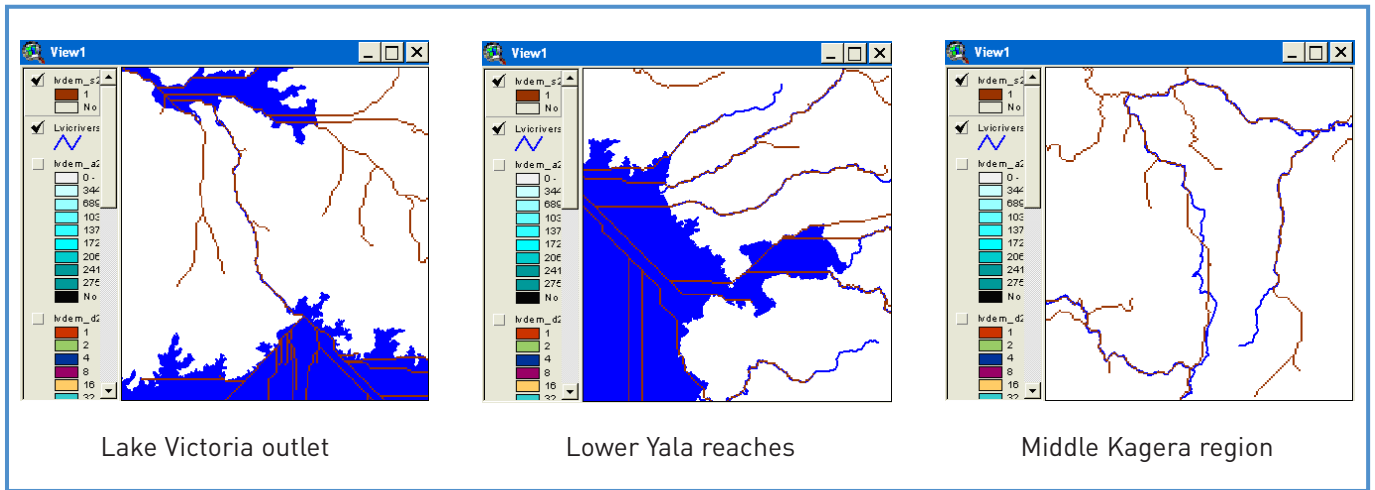 View1
lvdem_s2
1
No
Lvicrivers
lvdem_a2
0 -
344
689
103
137
172
206
241
275
No
lvdem_d2
1
2
4
8
16
32
View1
lvdem_s2
1
No
Lvicrivers
lvdem_a2
0 -
344
689
103
137
172
206
241
275
No
lvdem_d2
1
2
4
8
16
32
View1
lvdem_s2
1
No
Lvicrivers
lvdem_a2
0 -
344
689
103
137
172
206
241
275
No
lvdem_d2
1
2
4
8
16
32
Lake Victoria outlet
Lower Yala reaches
Middle Kagera region